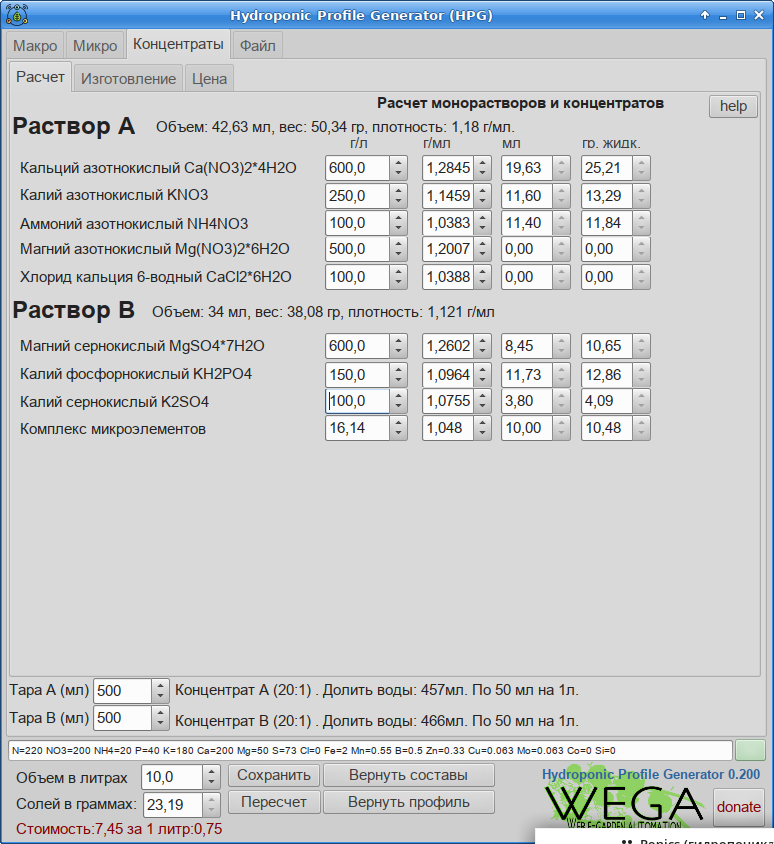 Hydroponic Profile Generator (HPG)
Макро Микро Концентраты Файл
Расчет Изготовление Цена
Расчет монорастворов и концентратов help
Раствор А Объем: 42,63 мл, вес: 50,34 гр, плотность: 1,18 г/мл.
г/л г/мл мл гр. жидк.
Кальций азотнокислый Ca(NO3)2*4H2O 600,0 1,2845 19,63 25,21
Калий азотнокислый KNO3 250,0 1,1459 11,60 13,29
Аммоний азотнокислый NH4NO3 100,0 1,0383 11,40 11,84
Магний азотнокислый Mg(NO3)2*6H2O 500,0 1,2007 0,00 0,00
Хлорид кальция 6-водный CaCl2*6H2O 100,0 1,0388 0,00 0,00
Раствор В Объем: 34 мл, вес: 38,08 гр, плотность: 1,121 г/мл
Магний сернокислый MgSO4*7H2O 600,0 1,2602 8,45 10,65
Калий фосфорнокислый KH2PO4 150,0 1,0964 11,73 12,86
Калий сернокислый K2SO4 100,0 1,0755 3,80 4,09
Комплекс микроэлементов 16,14 1,048 10,00 10,48
Тара А (мл) 500 Концентрат А (20:1) . Долить воды: 457мл. По 50 мл на 1л.
Тара В (мл) 500 Концентрат В (20:1) . Долить воды: 466мл. По 50 мл на 1л.
N=220 NO3=200 NH4=20 P=40 K=180 Ca=200 Mg=50 S=73 Cl=0 Fe=2 Mn=0.55 B=0.5 Zn=0.33 Cu=0.063 Mo=0.063 Co=0 Si=0
Объем в литрах 10,0 Сохранить Вернуть составы Hydroponic Profile Generator 0.200
Солей в граммах: 23,19 Пересчет Вернуть профиль WEGA donate
Стоимость:7,45 за 1 литр:0,75 WEB E-GARDEN AUTOMATION